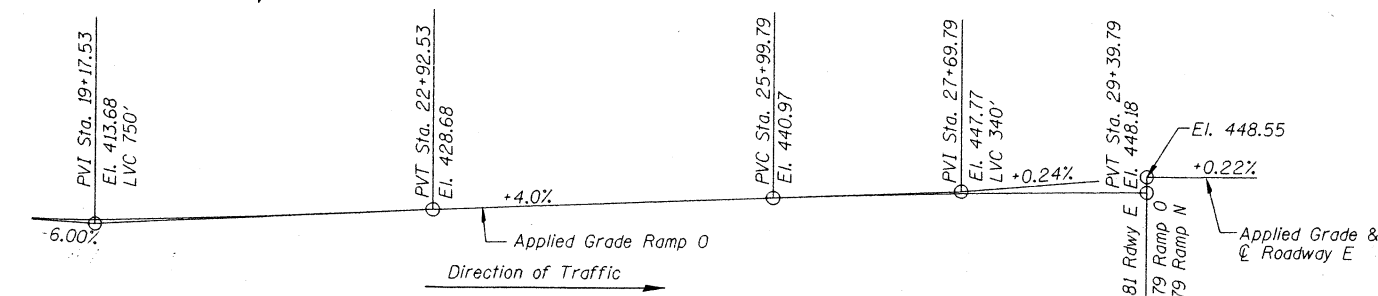 PVI Sta. 19+17.53
El. 413.68
LVC 750'
PVT Sta. 22+92.53
El. 428.68
PVC Sta. 25+99.79
El. 440.97
PVI Sta. 27+69.79
El. 447.77
LVC 340'
PVT Sta. 29+39.79
El. 448.18
El. 448.55
+0.24%
+0.22%
+4.0%
-6.00%
Applied Grade Ramp O
Applied Grade &
℄ Roadway E
Direction of Traffic
81 Rdwy E
79 Ramp O
79 Ramp N